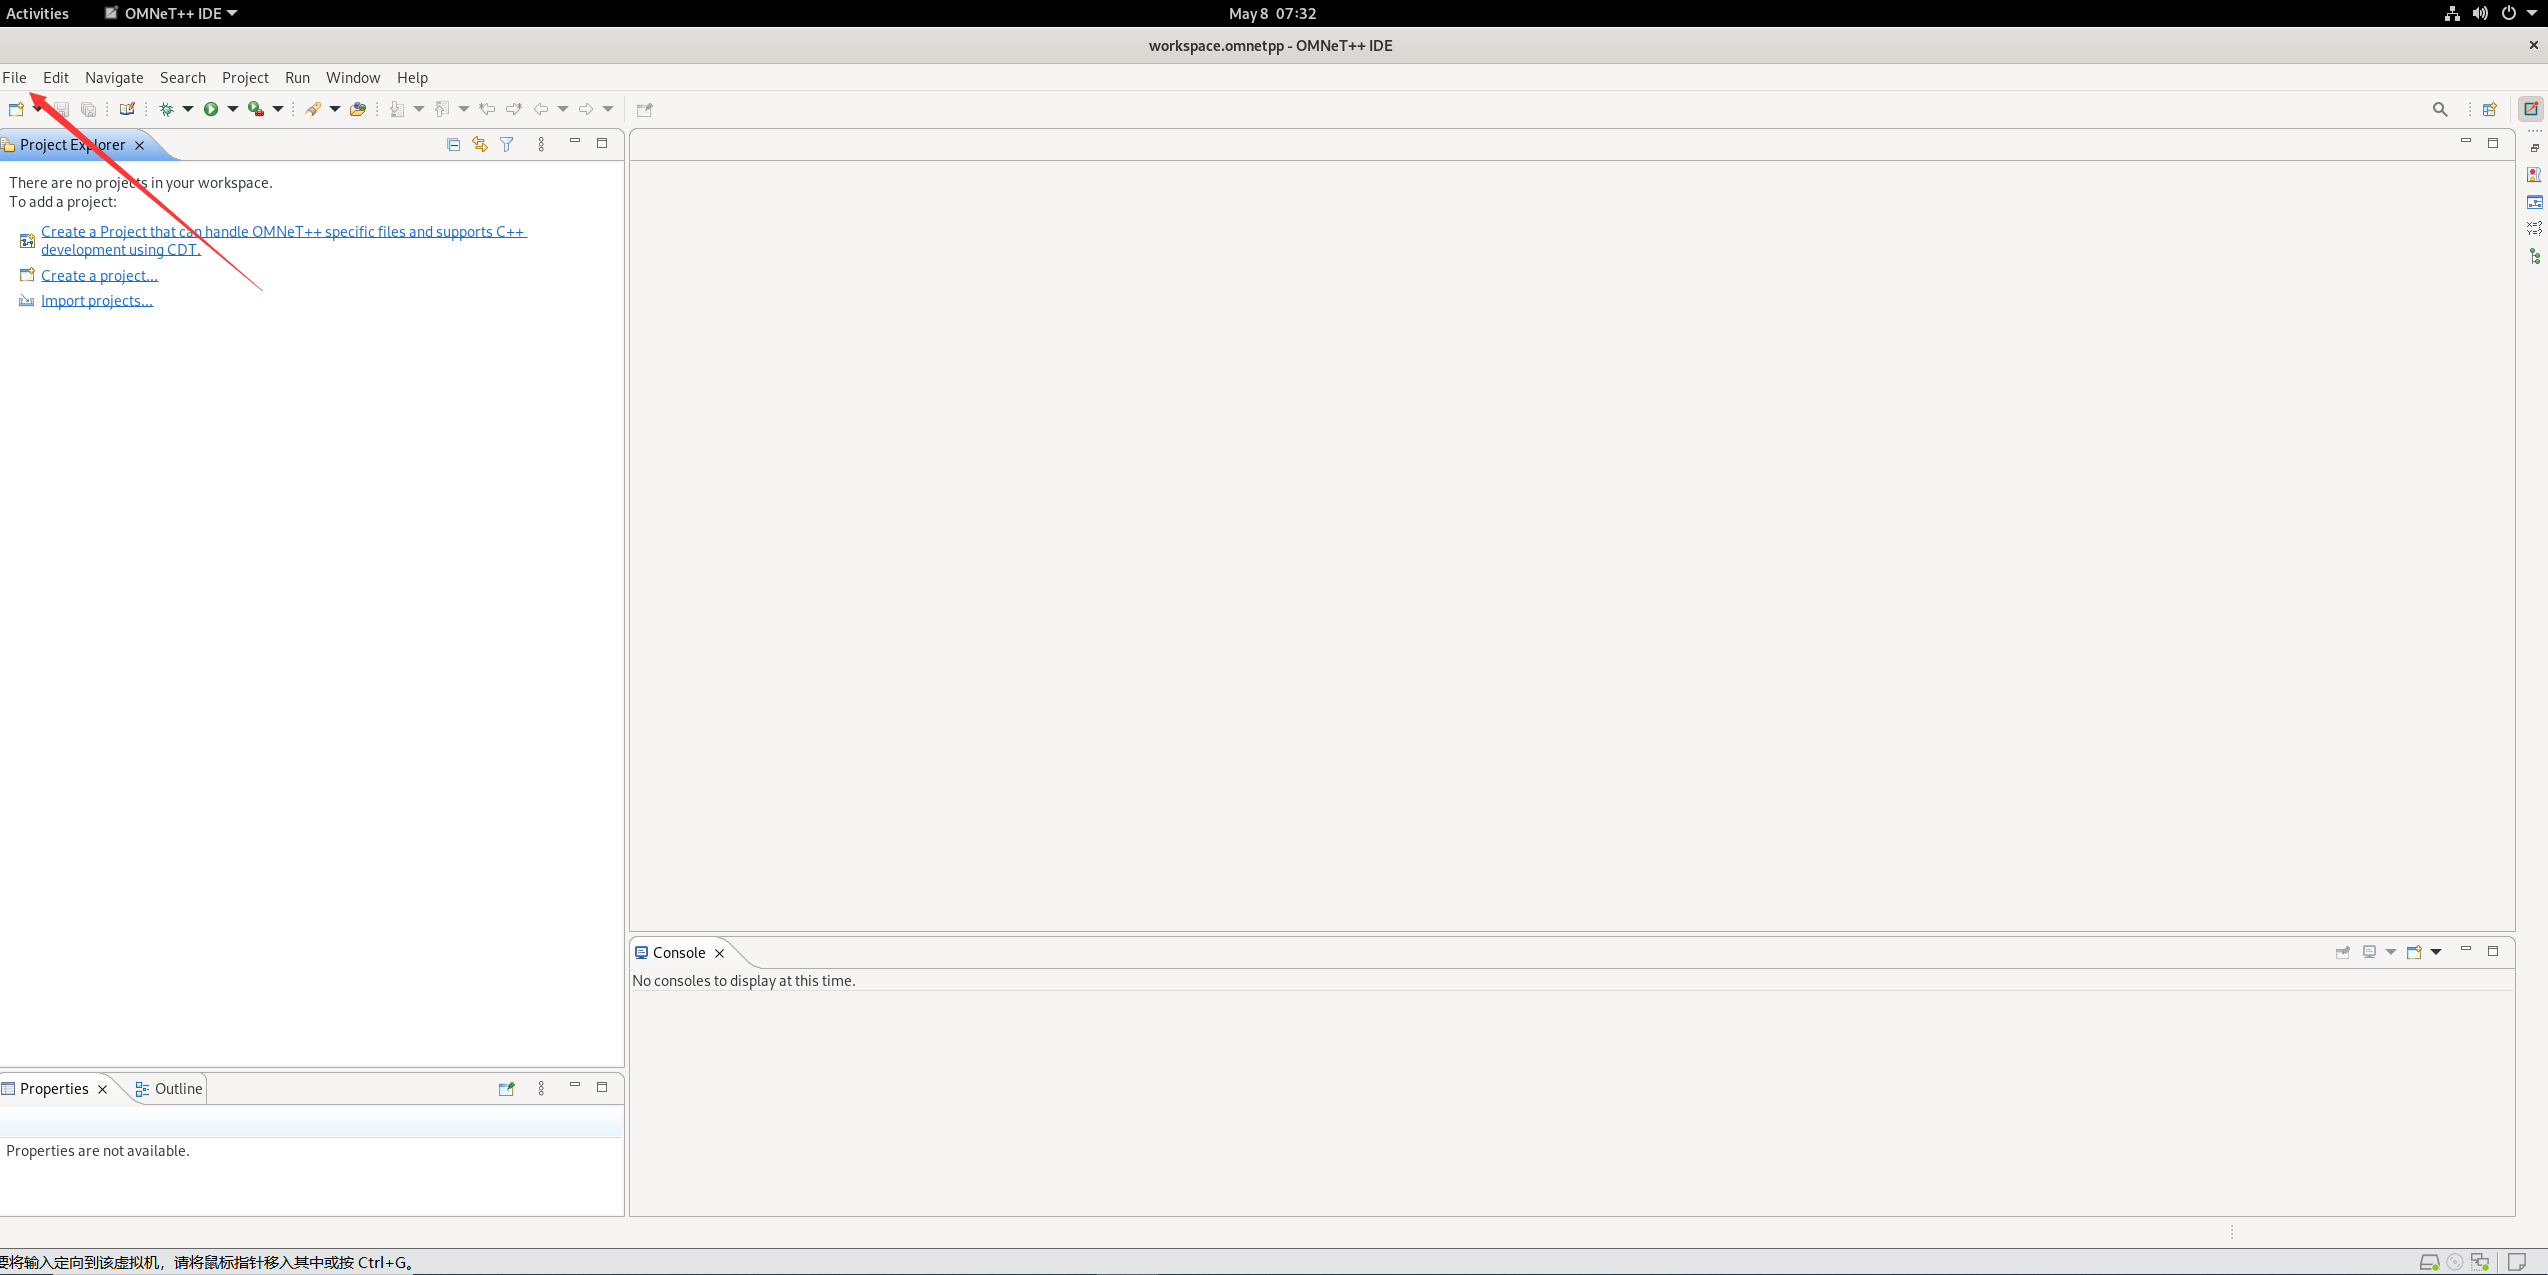 Activities OMNeT++ IDE May 8 07:32
workspace.omnetpp - OMNeT++ IDE
File Edit Navigate Search Project Run Window Help
Project Explorer
There are no projects in your workspace.
To add a project:
Create a Project that can handle OMNeT++ specific files and supports C++
development using CDT.
Create a project...
Import projects...
Console
No consoles to display at this time.
Properties Outline
Properties are not available.
要将输入定向到该虚拟机，请将鼠标指针移入其中或按 Ctrl+G。